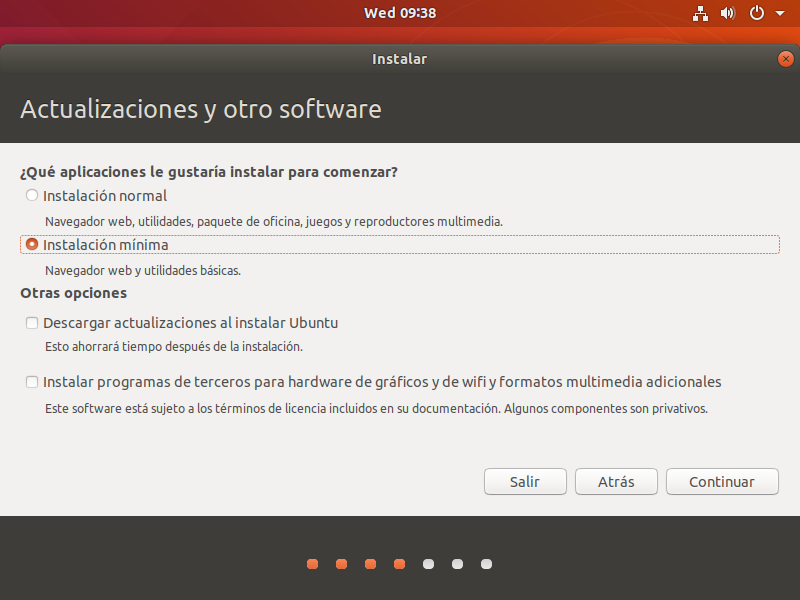 Wed 09:38
Instalar
Actualizaciones y otro software
¿Qué aplicaciones le gustaría instalar para comenzar?
Instalación normal
Navegador web, utilidades, paquete de oficina, juegos y reproductores multimedia.
Instalación mínima
Navegador web y utilidades básicas.
Otras opciones
Descargar actualizaciones al instalar Ubuntu
Esto ahorrará tiempo después de la instalación.
Instalar programas de terceros para hardware de gráficos y de wifi y formatos multimedia adicionales
Este software está sujeto a los términos de licencia incluidos en su documentación. Algunos componentes son privativos.
Salir Atrás Continuar